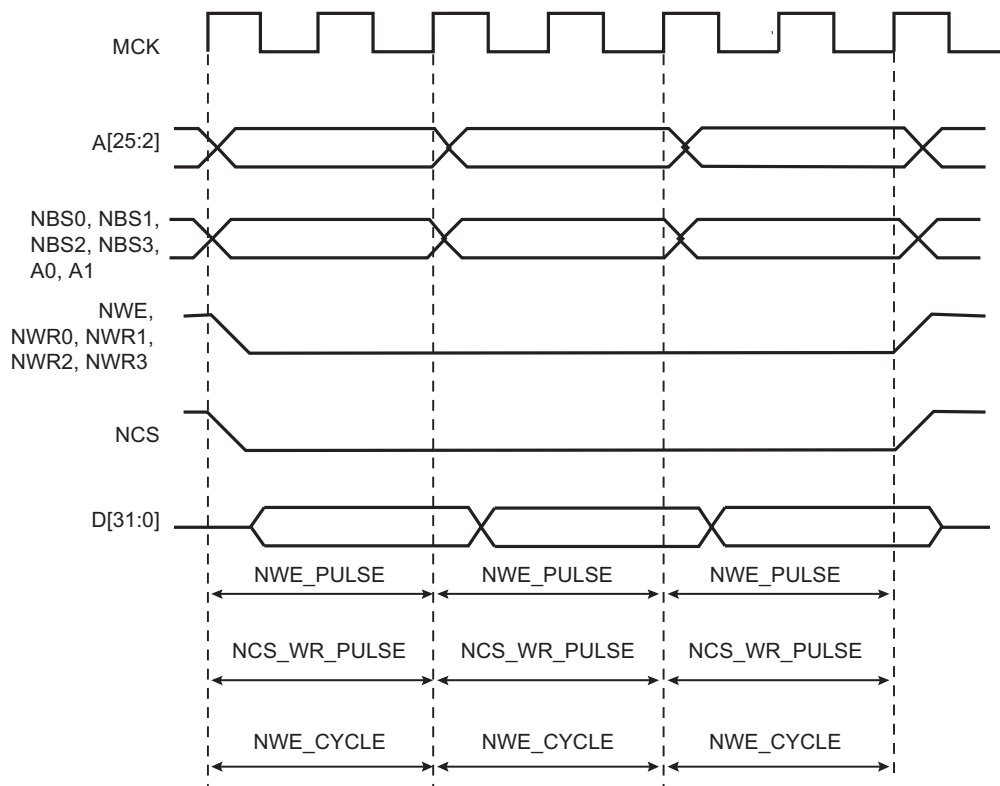 MCK
A[25:2]
NBS0, NBS1,
NBS2, NBS3,
A0, A1
NWE,
NWR0, NWR1,
NWR2, NWR3
NCS
D[31:0]
NWE_PULSE NWE_PULSE NWE_PULSE
NCS_WR_PULSE NCS_WR_PULSE NCS_WR_PULSE
NWE_CYCLE NWE_CYCLE NWE_CYCLE